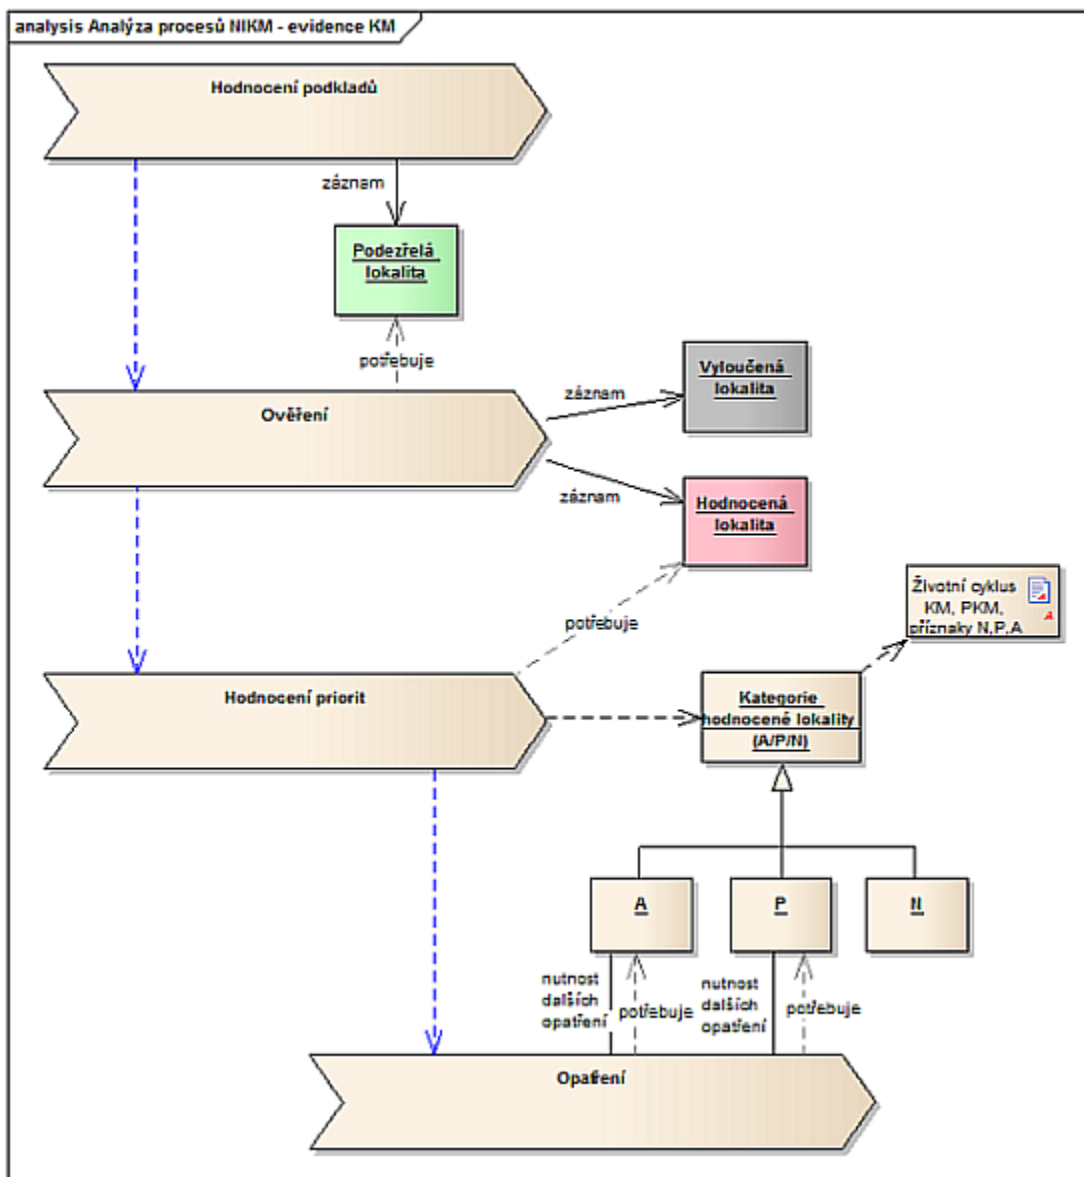 analysis Analýza procesů NIKM - evidence KM
Hodnocení podkladů
záznam
Podezřelá
lokalita
potřebuje
Vyloučená
lokalita
záznam
Ověření
záznam
Hodnocená
lokalita
Životní cyklus
KM, PKM,
příznaky N,P,A
potřebuje
Hodnocení priorit
Kategorie
hodnocené lokality
(A/P/N)
A
P
N
nutnost
dalších
opatření
potřebuje
nutnost
dalších
opatření
potřebuje
Opatření